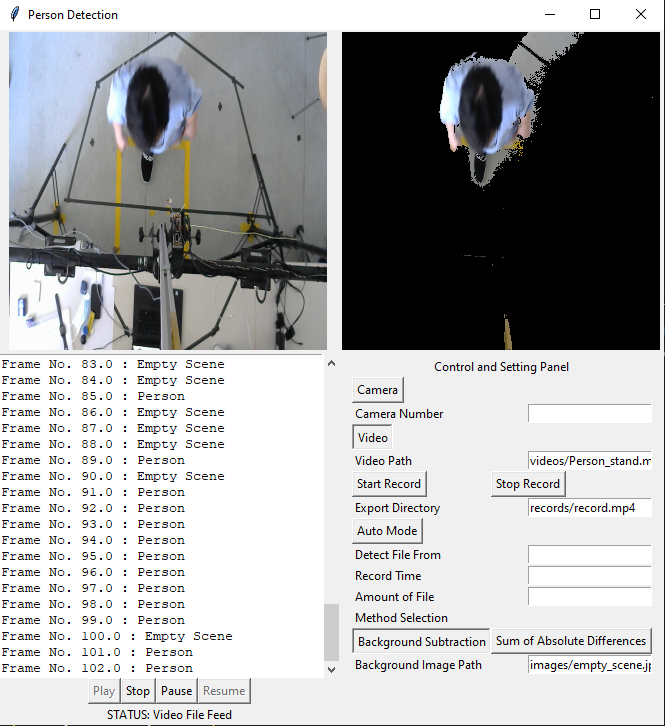 Person Detection
Frame No. 83.0 : Empty Scene
Frame No. 84.0 : Empty Scene
Frame No. 85.0 : Person
Frame No. 86.0 : Empty Scene
Frame No. 87.0 : Empty Scene
Frame No. 88.0 : Empty Scene
Frame No. 89.0 : Person
Frame No. 90.0 : Empty Scene
Frame No. 91.0 : Person
Frame No. 92.0 : Person
Frame No. 93.0 : Person
Frame No. 94.0 : Person
Frame No. 95.0 : Person
Frame No. 96.0 : Person
Frame No. 97.0 : Person
Frame No. 98.0 : Person
Frame No. 99.0 : Person
Frame No. 100.0 : Empty Scene
Frame No. 101.0 : Person
Frame No. 102.0 : Person
Play Stop Pause Resume
STATUS: Video File Feed
Control and Setting Panel
Camera
Camera Number
Video
Video Path videos/Person_stand.m
Start Record Stop Record
Export Directory records/record.mp4
Auto Mode
Detect File From
Record Time
Amount of File
Method Selection
Background Subtraction Sum of Absolute Differences
Background Image Path images/empty_scene.jp